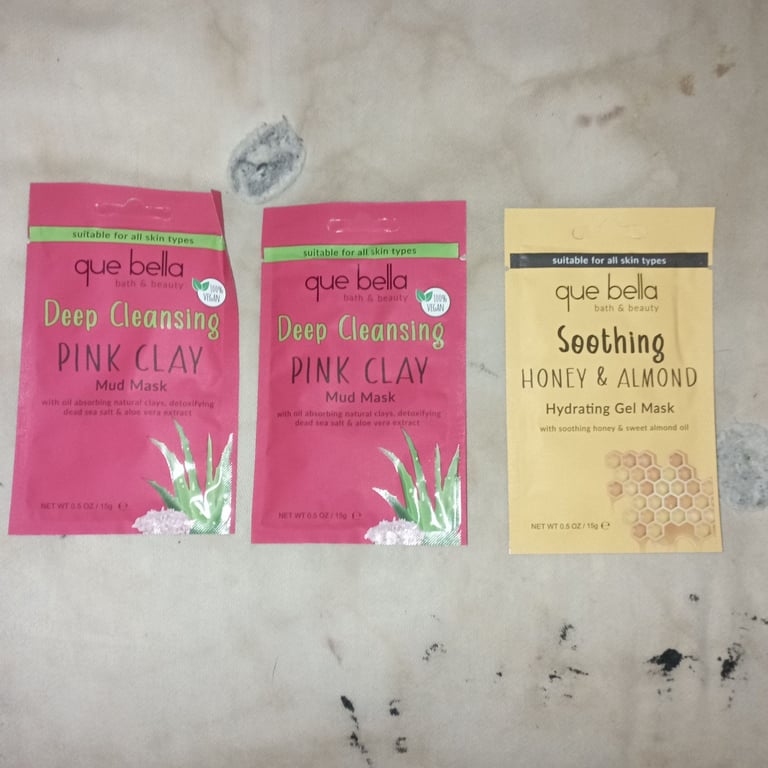 suitable for all skin types
que bella
bath & beauty
100%
VEGAN
Deep Cleansing
PINK CLAY
Mud Mask
with oil absorbing natural clays, detoxifying
dead sea salt & aloe vera extract
NET WT 0.5 OZ / 15g ℮
suitable for all skin types
que bella
bath & beauty
100%
VEGAN
Deep Cleansing
PINK CLAY
Mud Mask
with oil absorbing natural clays, detoxifying
dead sea salt & aloe vera extract
NET WT 0.5 OZ / 15g ℮
suitable for all skin types
que bella
bath & beauty
Soothing
HONEY & ALMOND
Hydrating Gel Mask
with soothing honey & sweet almond oil
NET WT 0.5 OZ / 15g ℮